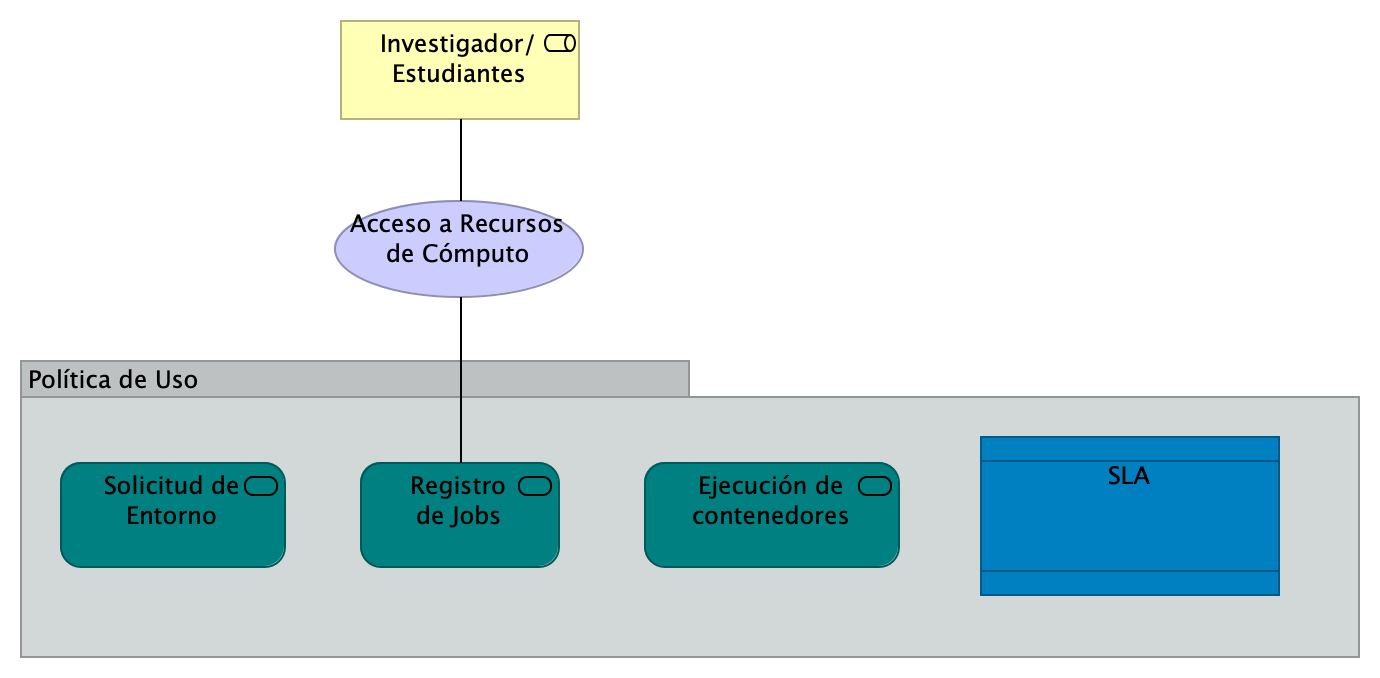 Investigador/
Estudiantes
Acceso a Recursos
de Cómputo
Política de Uso
Solicitud de
Entorno
Registro
de Jobs
Ejecución de
contenedores
SLA